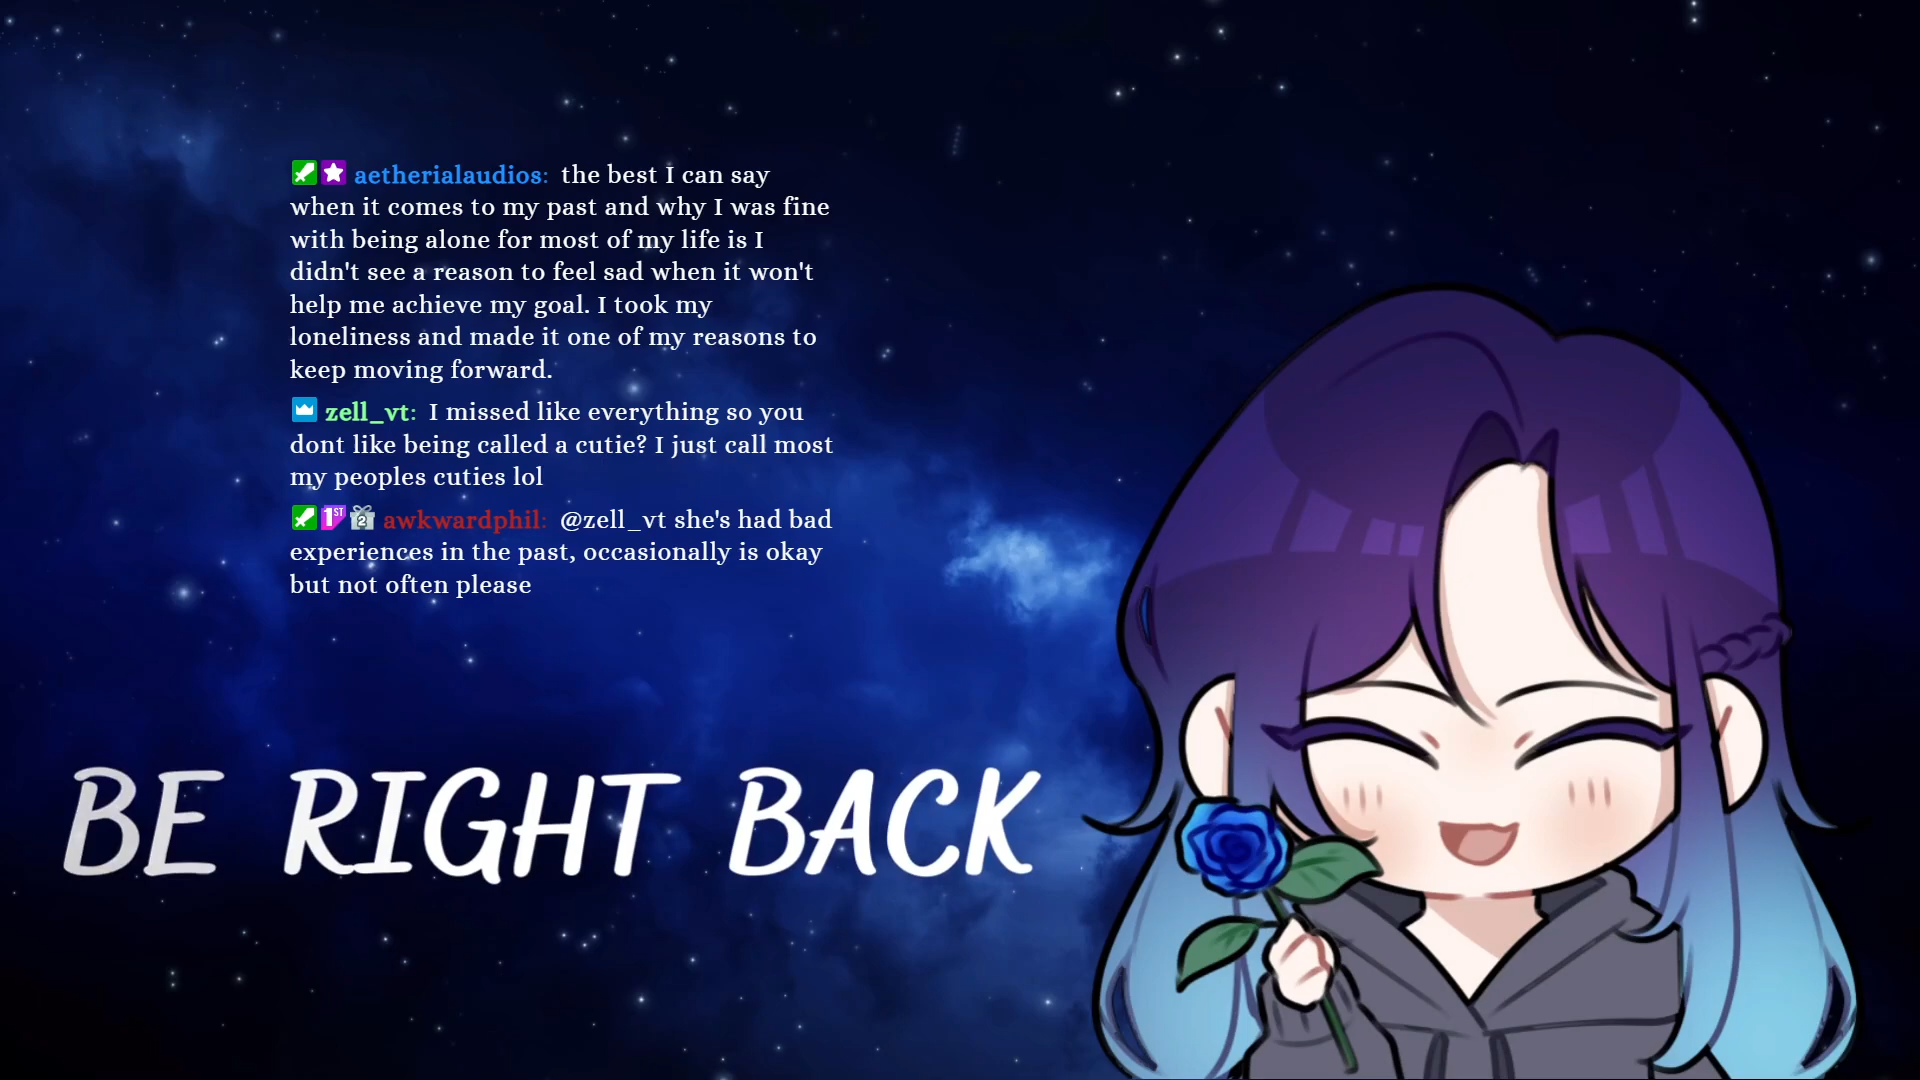 aetherialaudios: the best I can say
when it comes to my past and why I was fine
with being alone for most of my life is I
didn't see a reason to feel sad when it won't
help me achieve my goal. I took my
loneliness and made it one of my reasons to
keep moving forward.
zell_vt: I missed like everything so you
dont like being called a cutie? I just call most
my peoples cuties lol
1ST 2 awkwardphil: @zell_vt she's had bad
experiences in the past, occasionally is okay
but not often please
BE RIGHT BACK